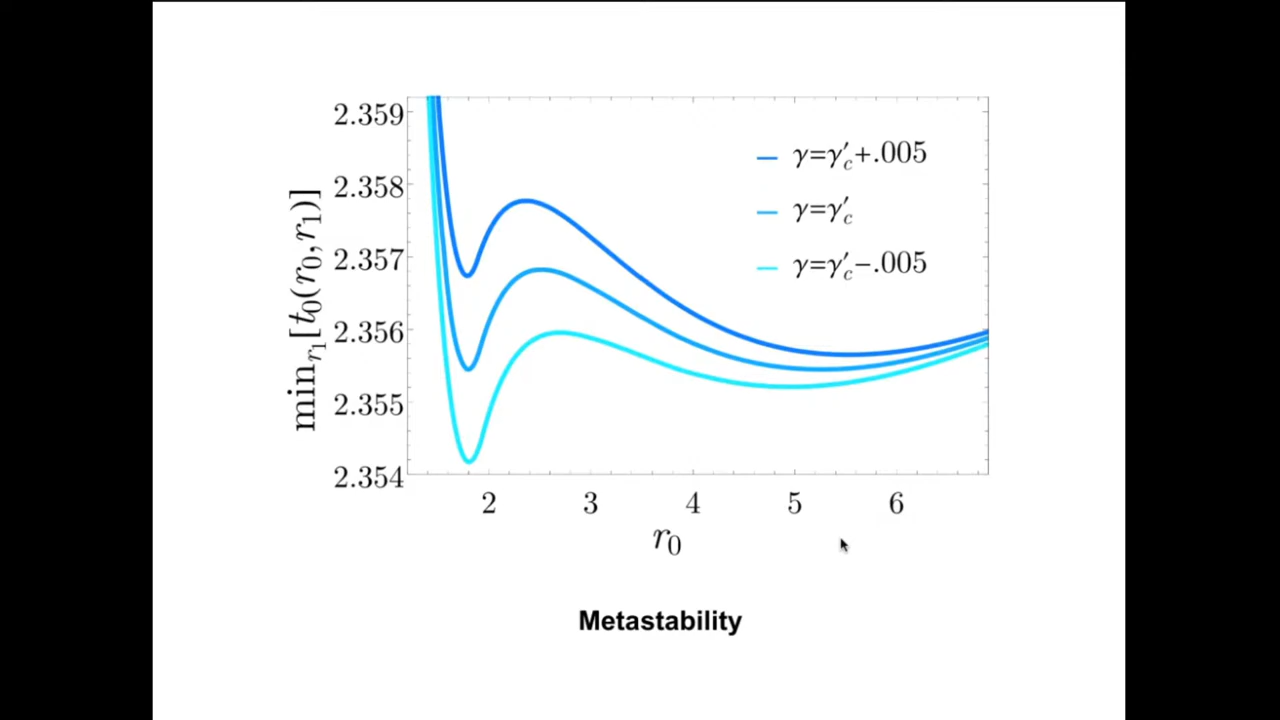 2.359
2.358
2.357
2.356
2.355
2.354
min_{r_1}[t_0(r_0,r_1)]
γ=γ′_c+.005
γ=γ′_c
γ=γ′_c−.005
2 3 4 5 6
r_0
Metastability